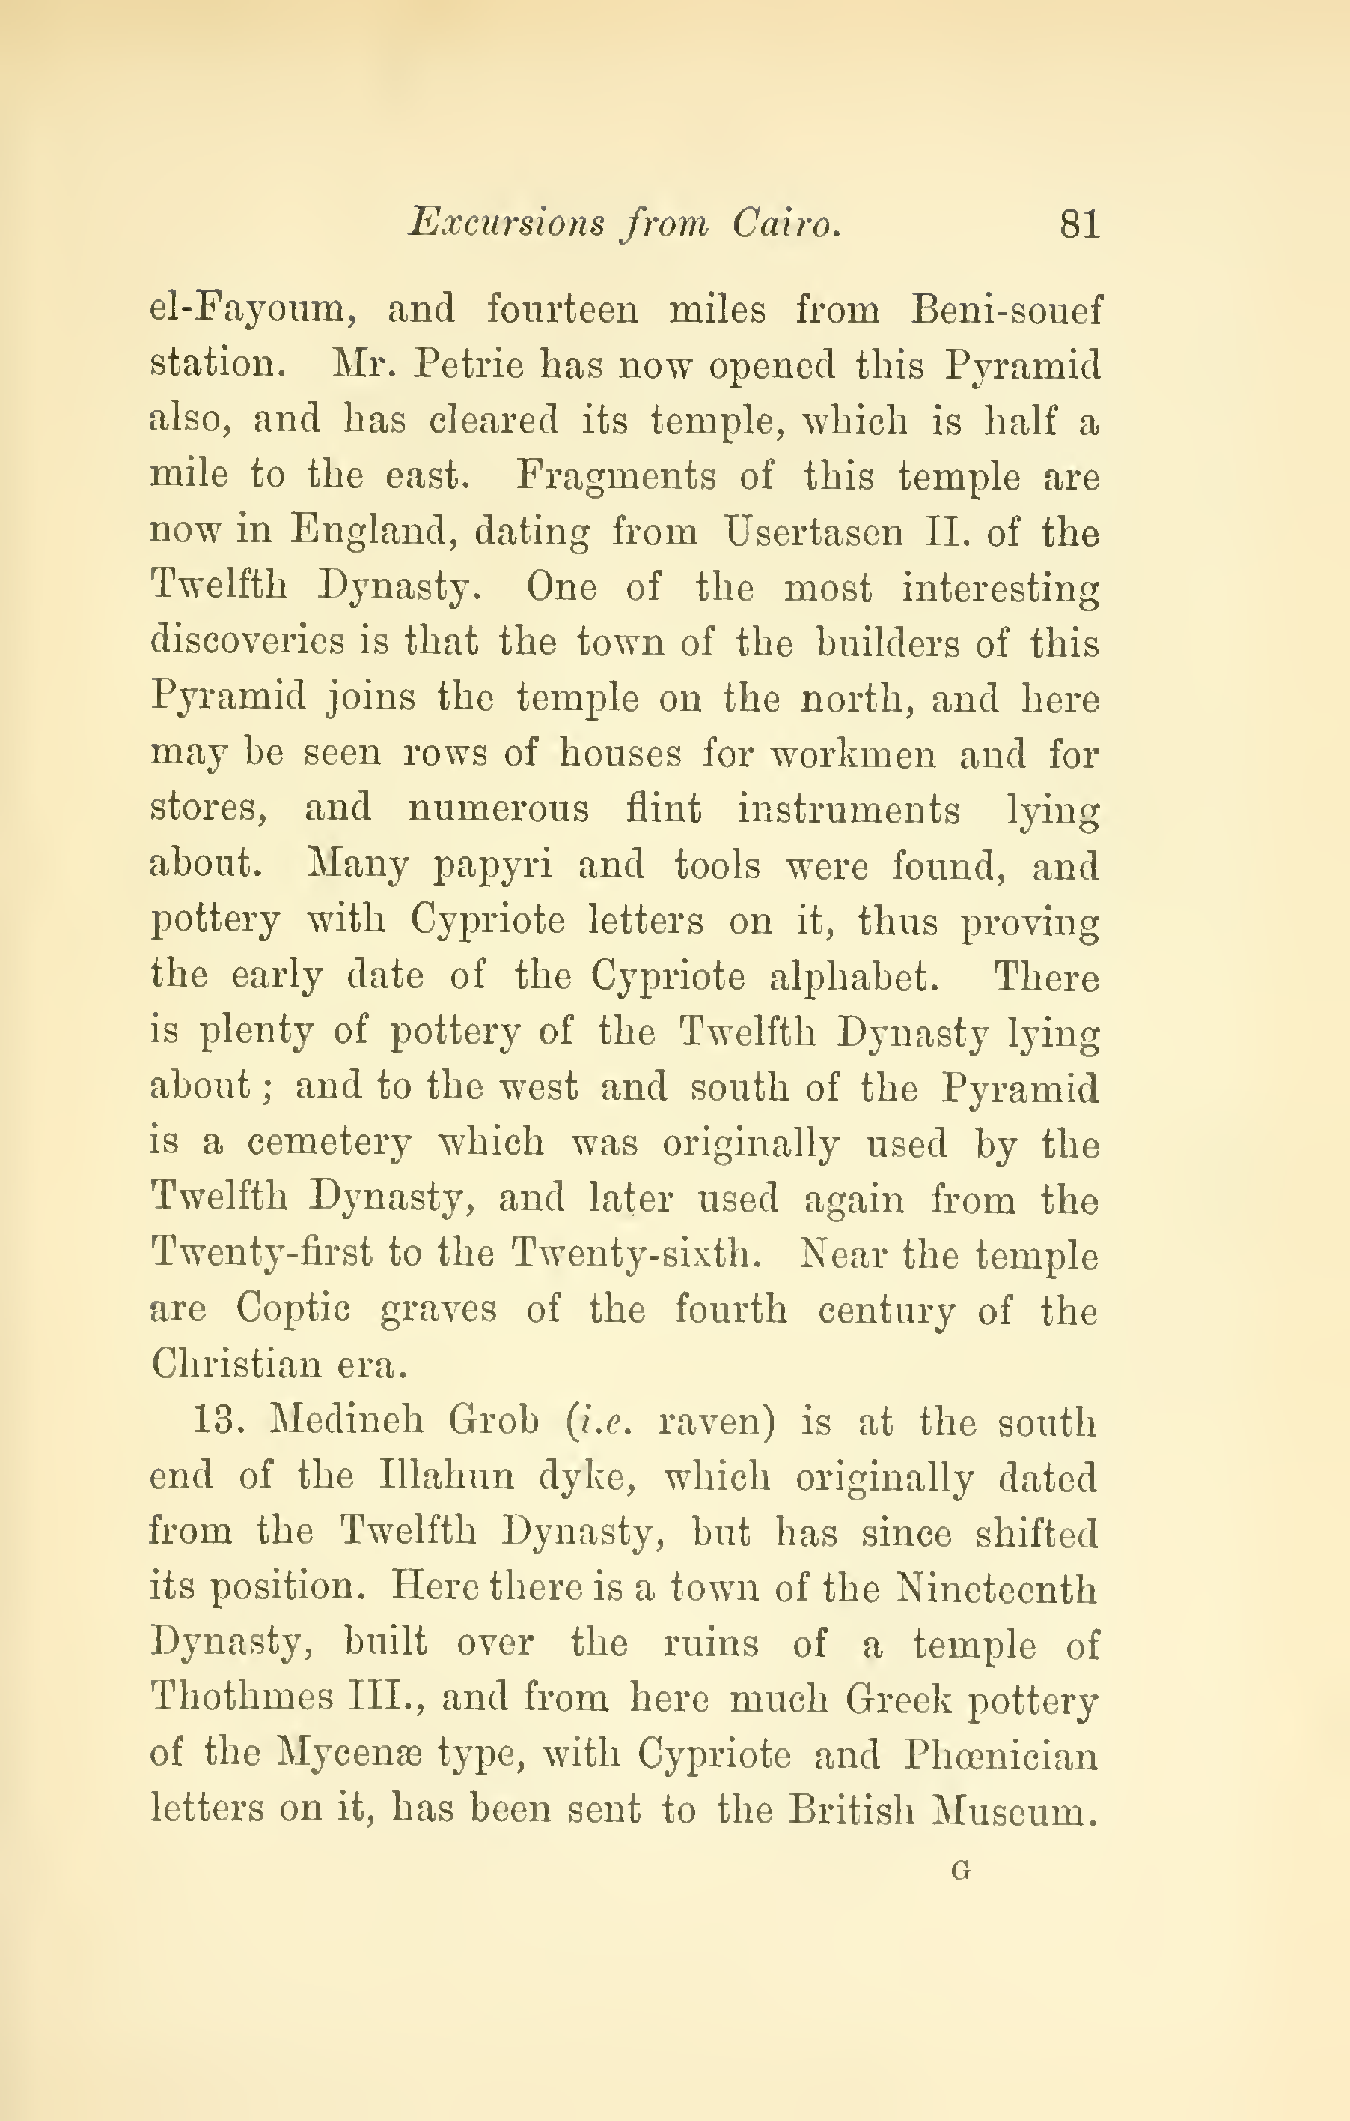 Excursions from Cairo. 81
el-Fayoum, and fourteen miles from Beni-souef
station. Mr. Petrie has now opened this Pyramid
also, and has cleared its temple, which is half a
mile to the east. Fragments of this temple are
now in England, dating from Usertasen II. of the
Twelfth Dynasty. One of the most interesting
discoveries is that the town of the builders of this
Pyramid joins the temple on the north, and here
may be seen rows of houses for workmen and for
stores, and numerous flint instruments lying
about. Many papyri and tools were found, and
pottery with Cypriote letters on it, thus proving
the early date of the Cypriote alphabet. There
is plenty of pottery of the Twelfth Dynasty lying
about; and to the west and south of the Pyramid
is a cemetery which was originally used by the
Twelfth Dynasty, and later used again from the
Twenty-first to the Twenty-sixth. Near the temple
are Coptic graves of the fourth century of the
Christian era.
13. Medineh Grob (i.e. raven) is at the south
end of the Illahun dyke, which originally dated
from the Twelfth Dynasty, but has since shifted
its position. Here there is a town of the Nineteenth
Dynasty, built over the ruins of a temple of
Thothmes III., and from here much Greek pottery
of the Mycenæ type, with Cypriote and Phœnician
letters on it, has been sent to the British Museum.
G